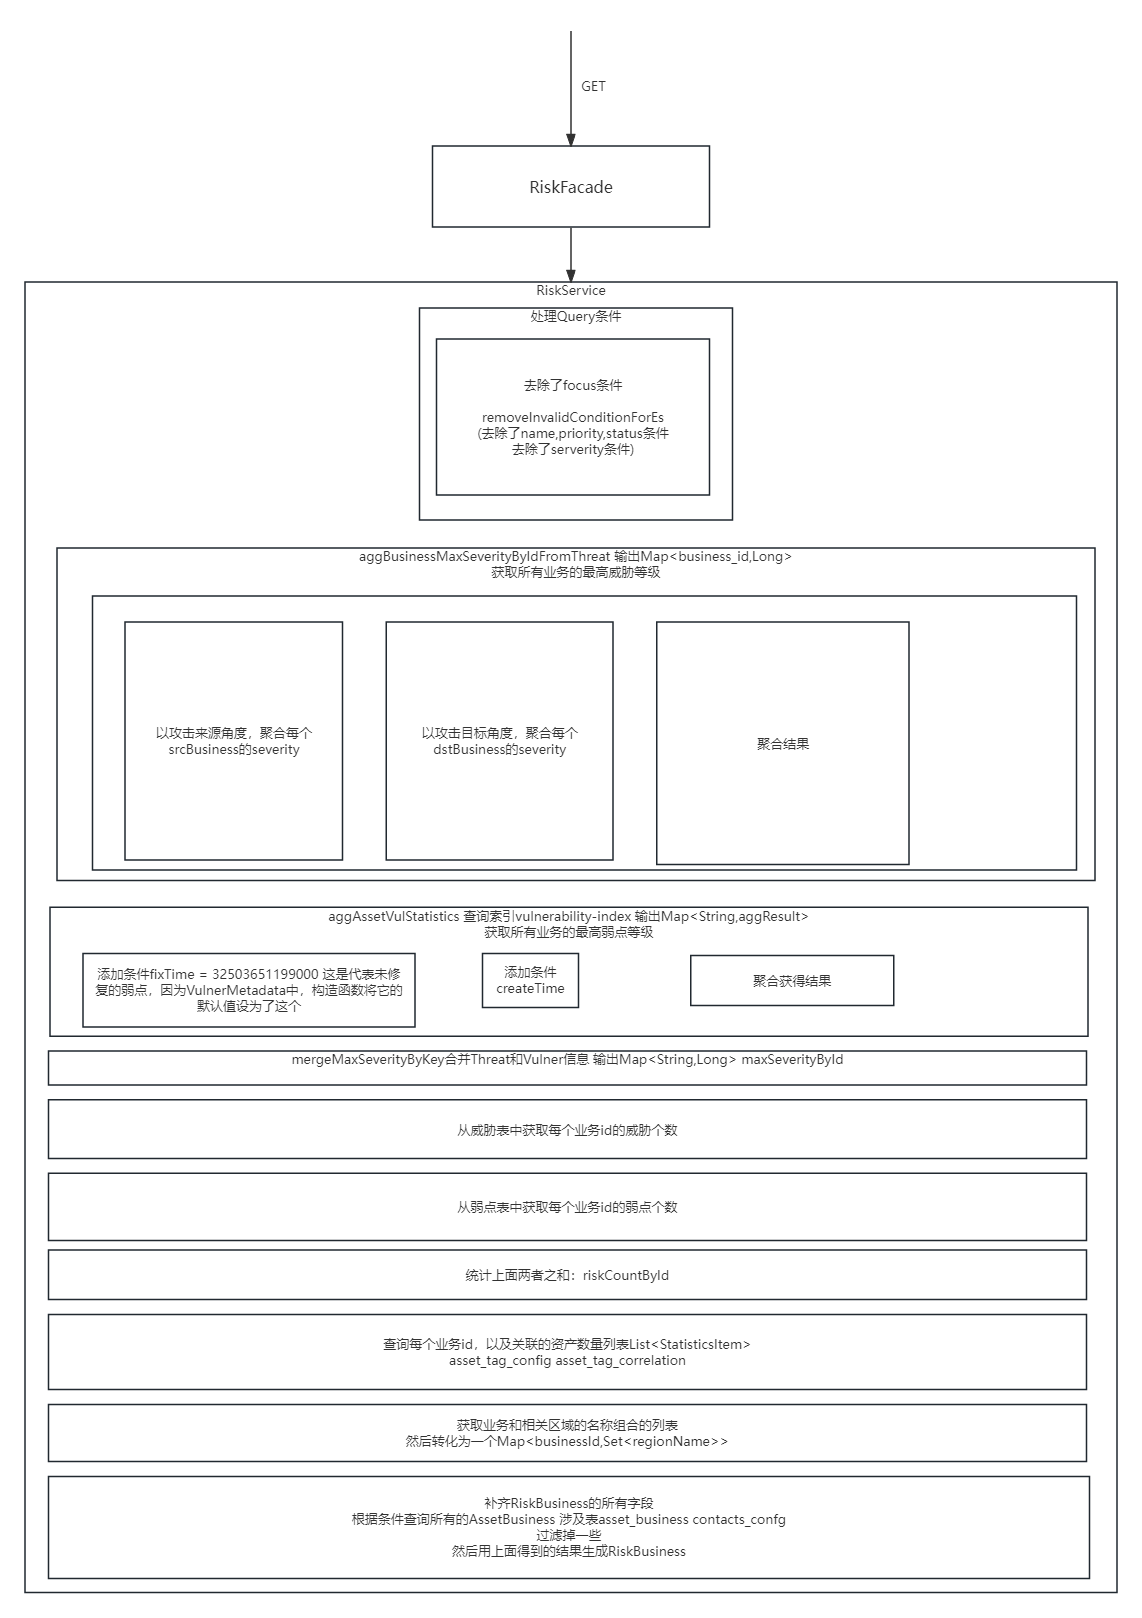 GET
RiskFacade
RiskService
处理Query条件
去除了focus条件
removeInvalidConditionForEs
(去除了name,priority,status条件
去除了serverity条件)
aggBusinessMaxSeverityByIdFromThreat 输出Map<business_id,Long>
获取所有业务的最高威胁等级
以攻击来源角度，聚合每个
srcBusiness的severity
以攻击目标角度，聚合每个
dstBusiness的severity
聚合结果
aggAssetVulStatistics 查询索引vulnerability-index 输出Map<String,aggResult>
获取所有业务的最高弱点等级
添加条件fixTime = 32503651199000 这是代表未修
复的弱点，因为VulnerMetadata中，构造函数将它的
默认值设为了这个
添加条件
createTime
聚合获得结果
mergeMaxSeverityByKey合并Threat和Vulner信息 输出Map<String,Long> maxSeverityById
从威胁表中获取每个业务id的威胁个数
从弱点表中获取每个业务id的弱点个数
统计上面两者之和：riskCountById
查询每个业务id，以及关联的资产数量列表List<StatisticsItem>
asset_tag_config asset_tag_correlation
获取业务和相关区域的名称组合的列表
然后转化为一个Map<businessId,Set<regionName>>
补齐RiskBusiness的所有字段
根据条件查询所有的AssetBusiness 涉及表asset_business contacts_confg
过滤掉一些
然后用上面得到的结果生成RiskBusiness